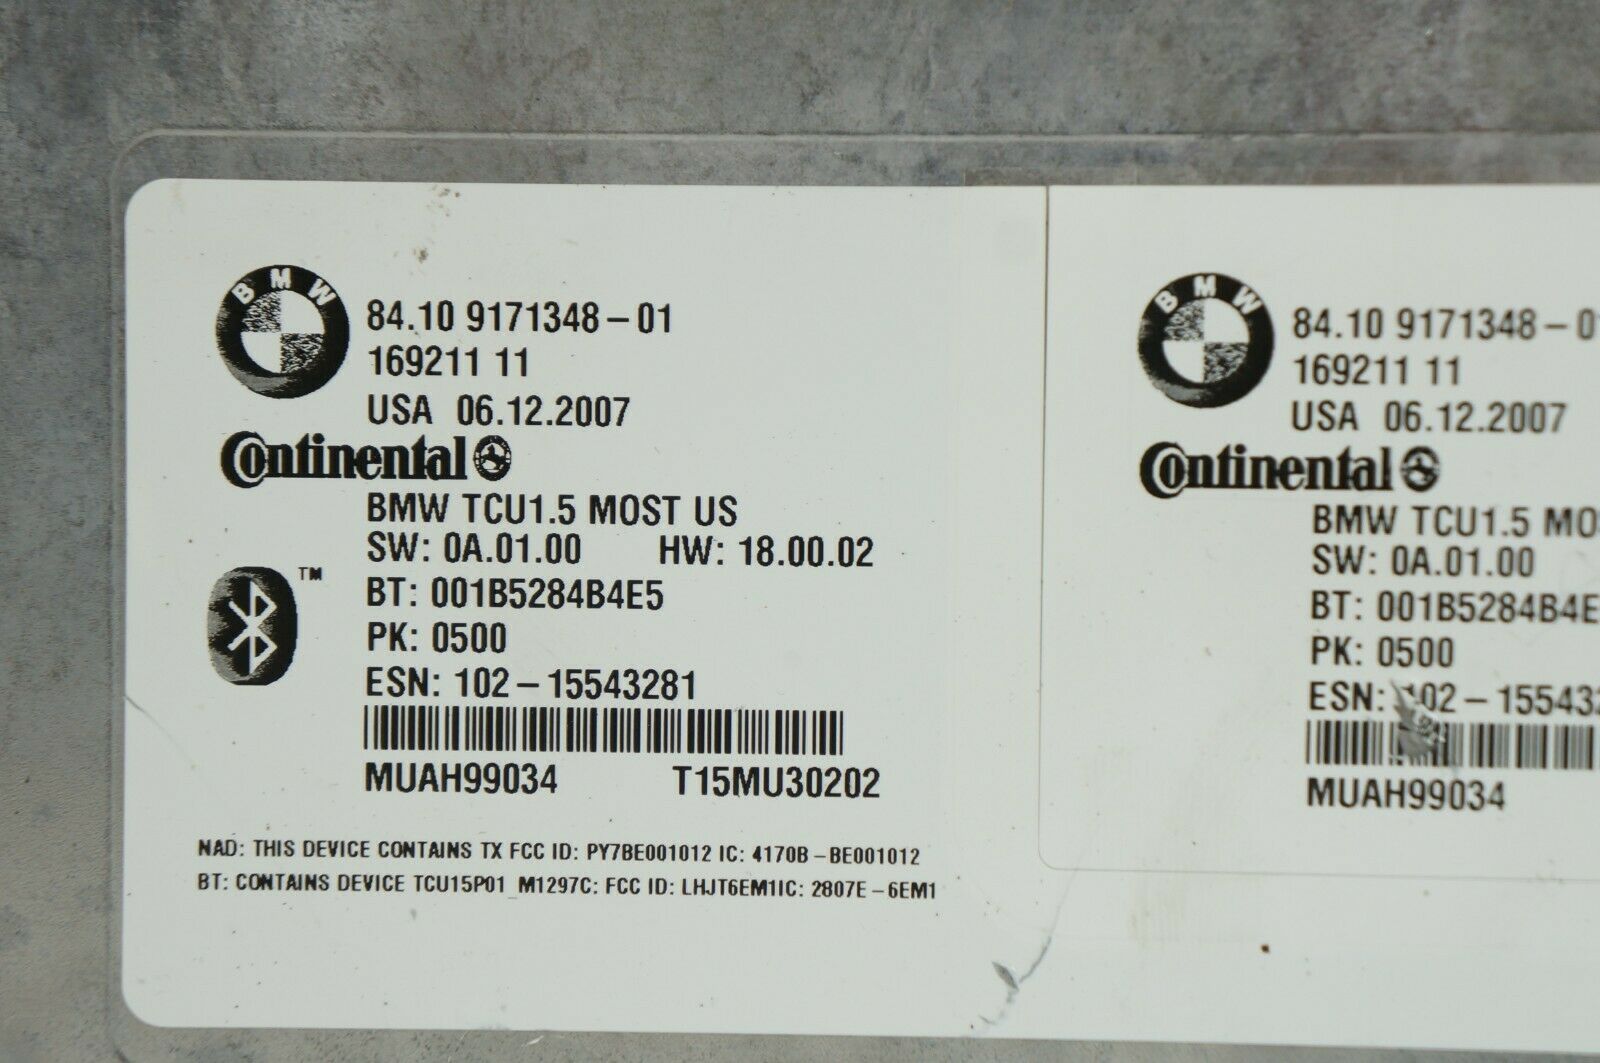 BMW
84.10 9171348-01
169211 11
USA 06.12.2007
Continental
BMW TCU1.5 MOST US
SW: 0A.01.00 HW: 18.00.02
TM
BT: 001B5284B4E5
PK: 0500
ESN: 102-15543281
MUAH99034 T15MU30202
NAD: THIS DEVICE CONTAINS TX FCC ID: PY7BE001012 IC: 4170B-BE001012
BT: CONTAINS DEVICE TCU15P01_M1297C: FCC ID: LHJT6EM1IC: 2807E-6EM1
BMW
84.10 9171348-0
169211 11
USA 06.12.2007
Continental
BMW TCU1.5 MO
SW: 0A.01.00
BT: 001B5284B4E
PK: 0500
ESN: 102-15543
MUAH99034